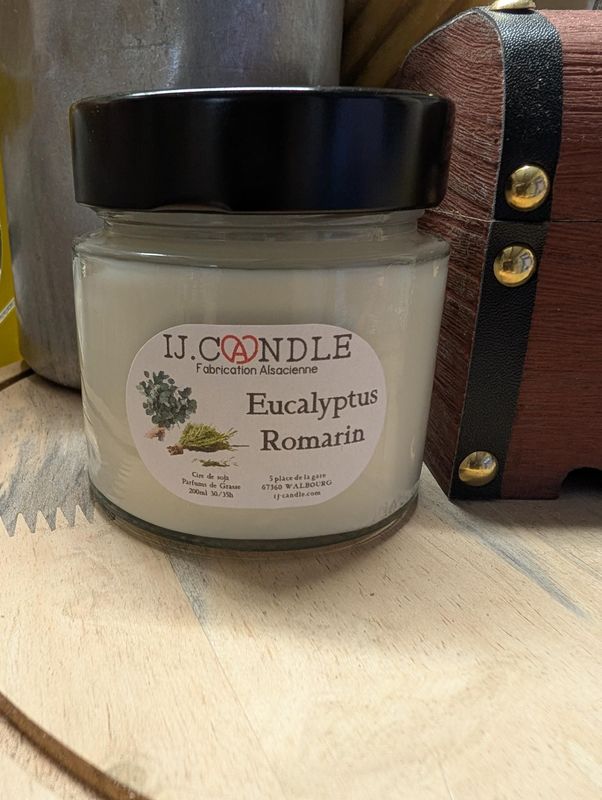 IJ.CANDLE
Fabrication Alsacienne
Eucalyptus
Romarin
Cire de soja
Parfums de Grasse
200ml 30/35h
5 place de la gare
67360 WALBOURG
ij-candle.com